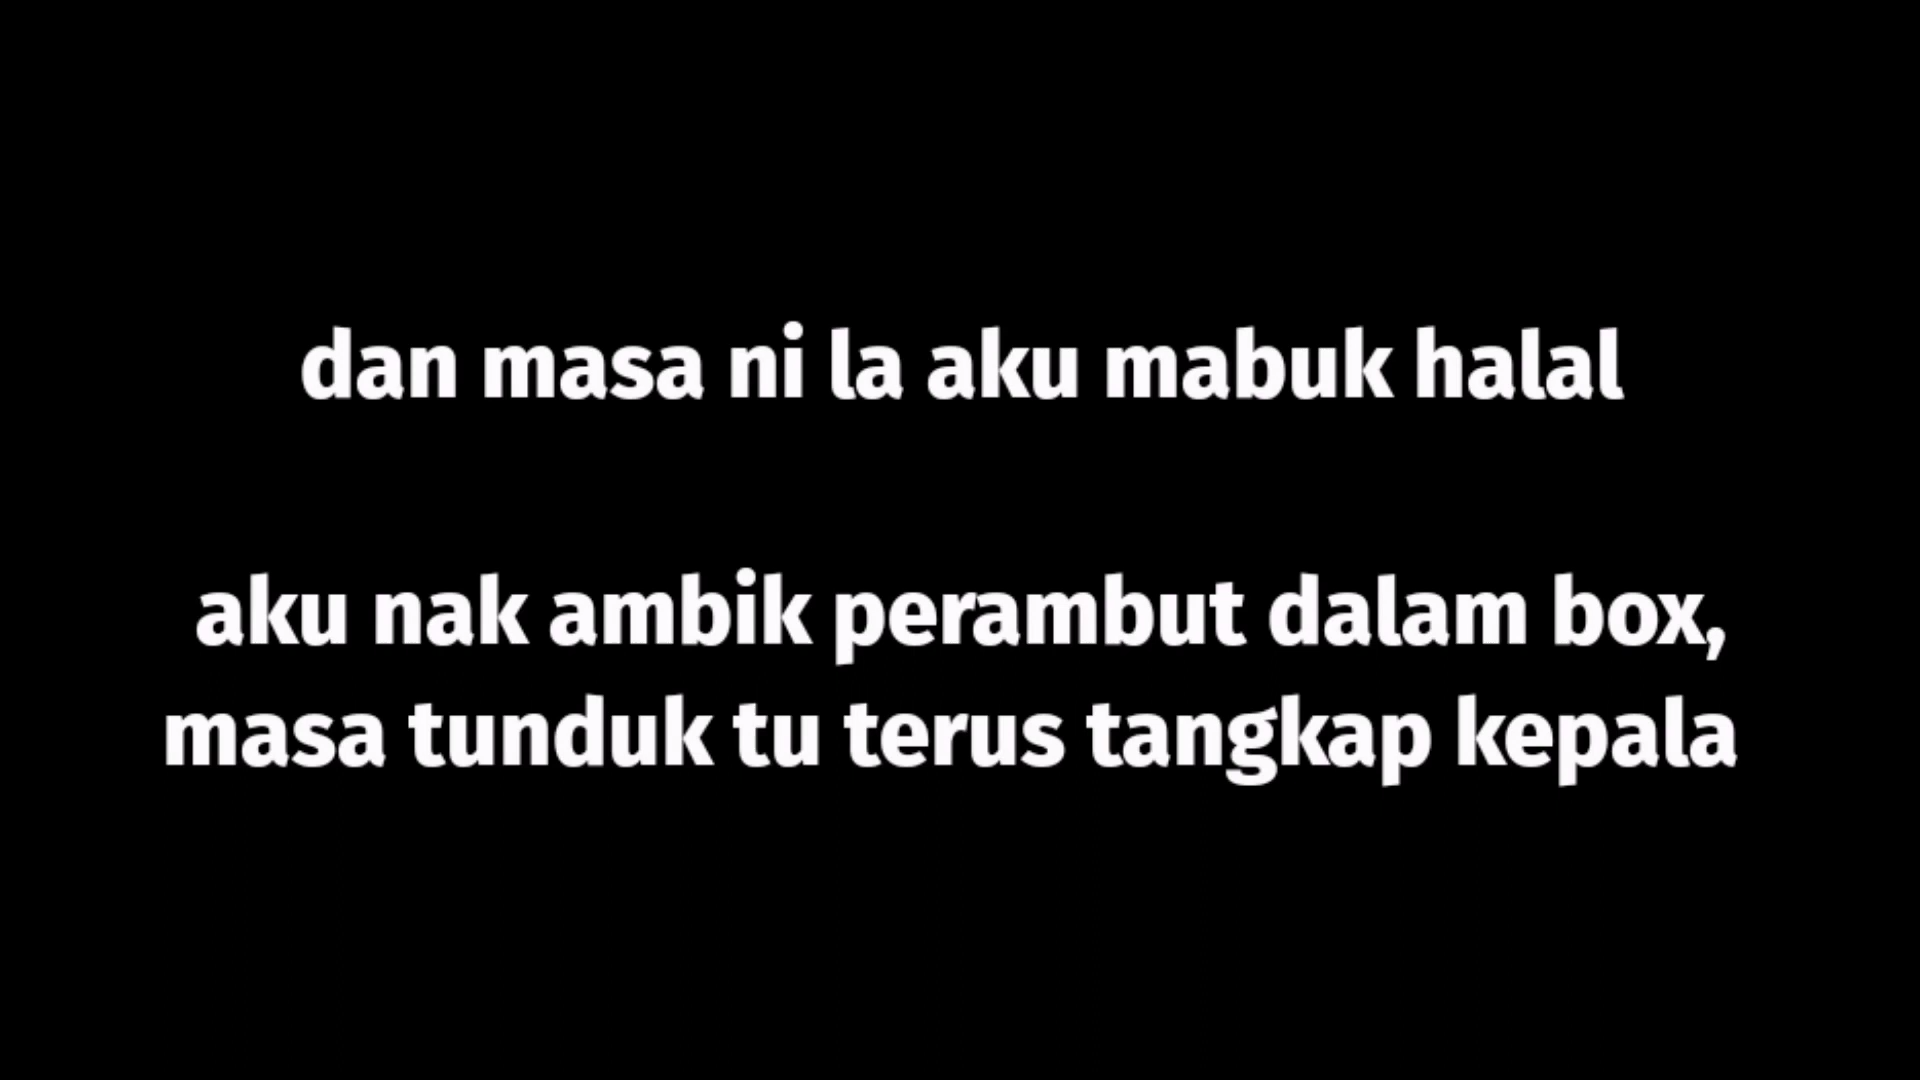 dan masa ni la aku mabuk halal
aku nak ambik perambut dalam box,
masa tunduk tu terus tangkap kepala